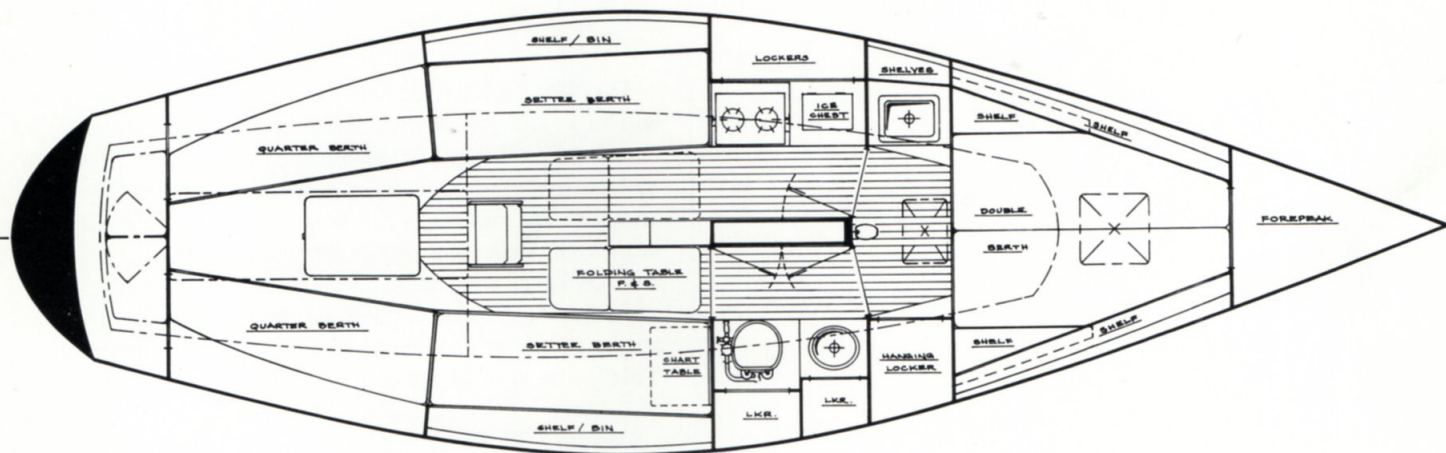 SHELF / BIN
LOCKERS
SHELVES
SETTEE BERTH
ICE
CHEST
SHELF
SHELF
QUARTER BERTH
DOUBLE
BERTH
FOREPEAK
FOLDING TABLE
P. & S.
QUARTER BERTH
SETTEE BERTH
CHART
TABLE
HANGING
LOCKER
SHELF
SHELF
LKR.
LKR.
SHELF / BIN